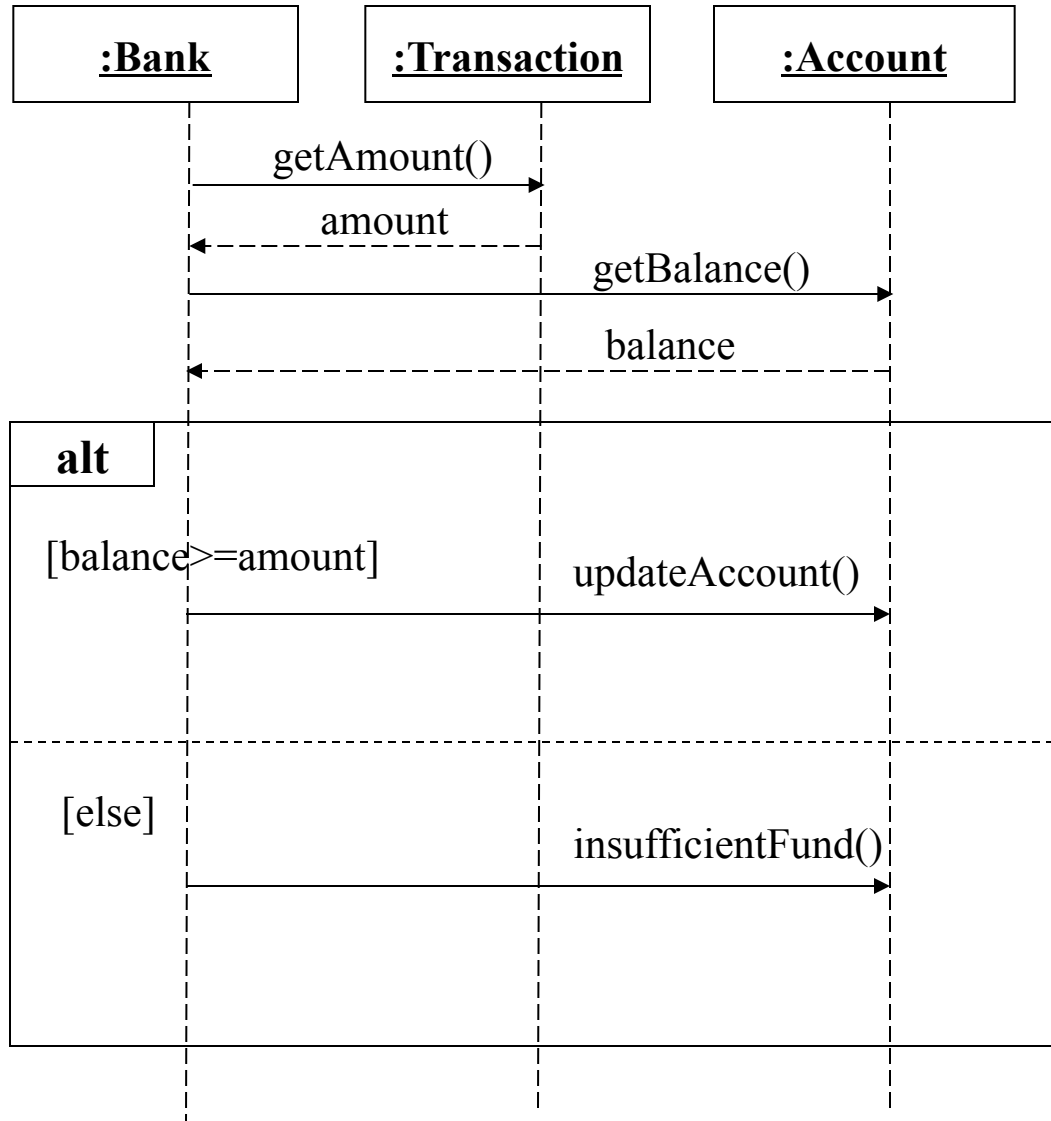 :Bank
:Transaction
:Account
getAmount()
amount
getBalance()
balance
alt
[balance>=amount]
updateAccount()
[else]
insufficientFund()